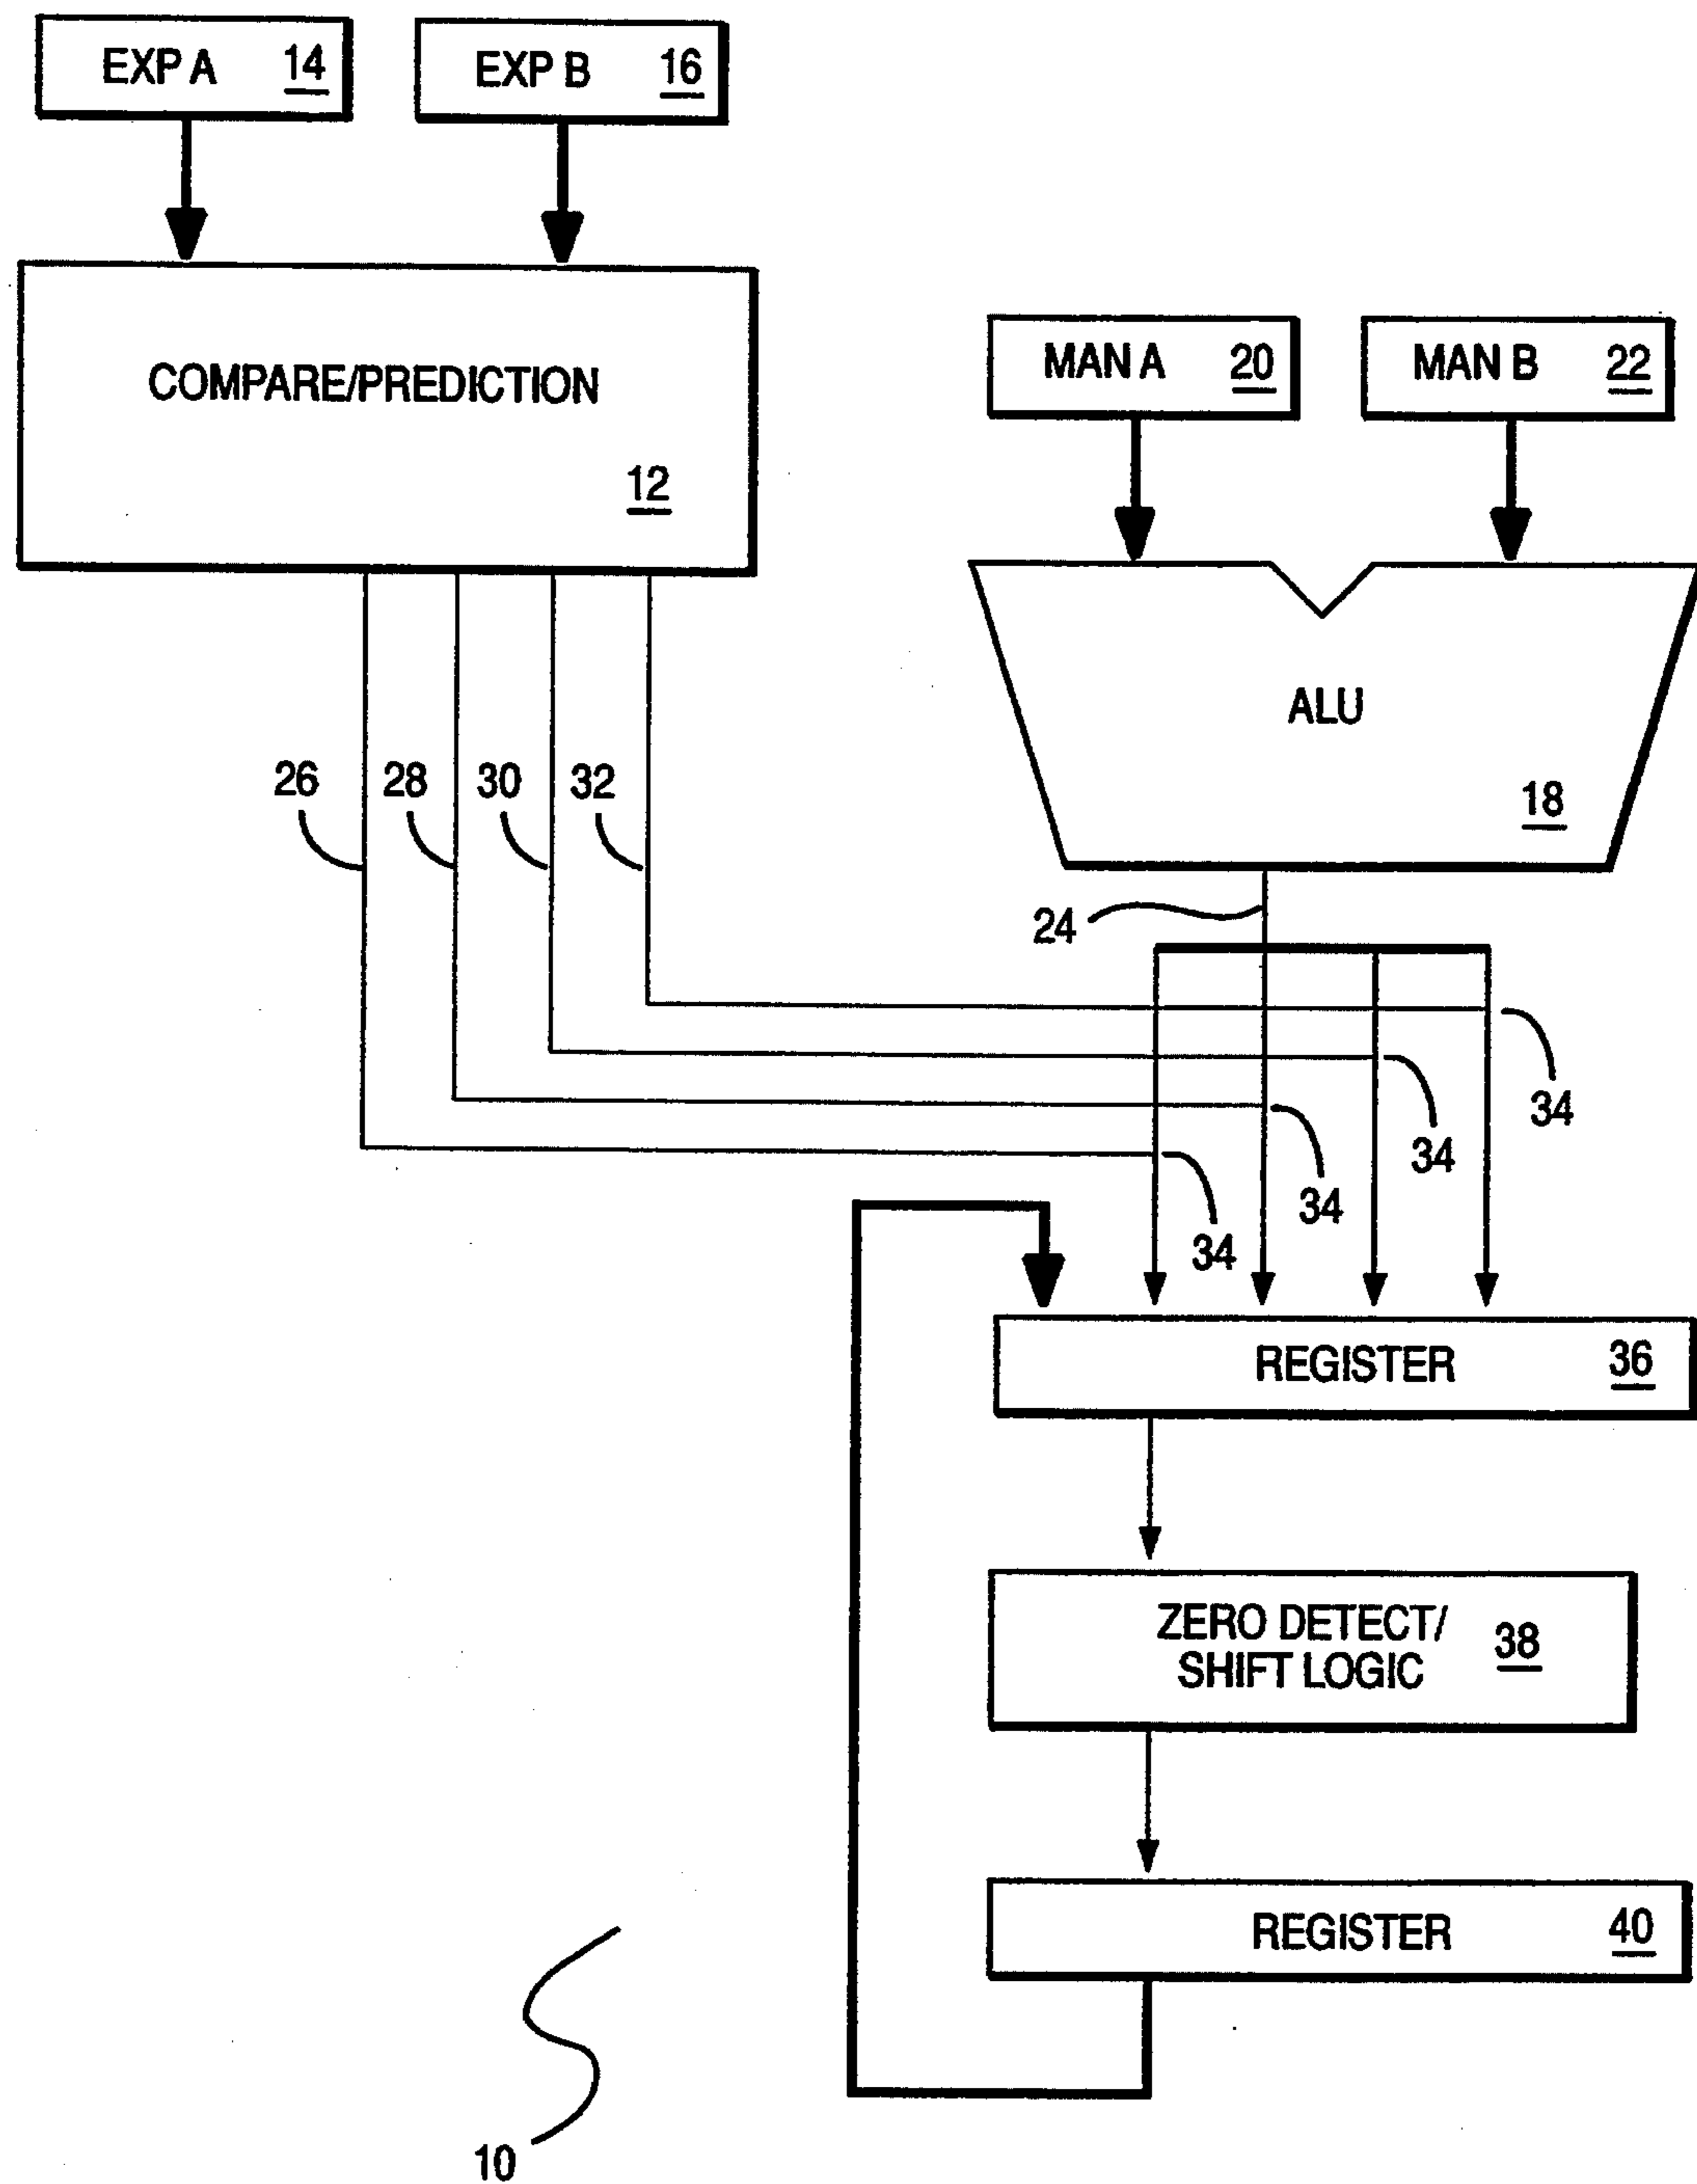 EXP A 14
EXP B 16
COMPARE/PREDICTION
12
MAN A 20
MAN B 22
ALU
18
26
28
30
32
24
34
34
34
34
REGISTER 36
ZERO DETECT/
SHIFT LOGIC
38
REGISTER 40
10